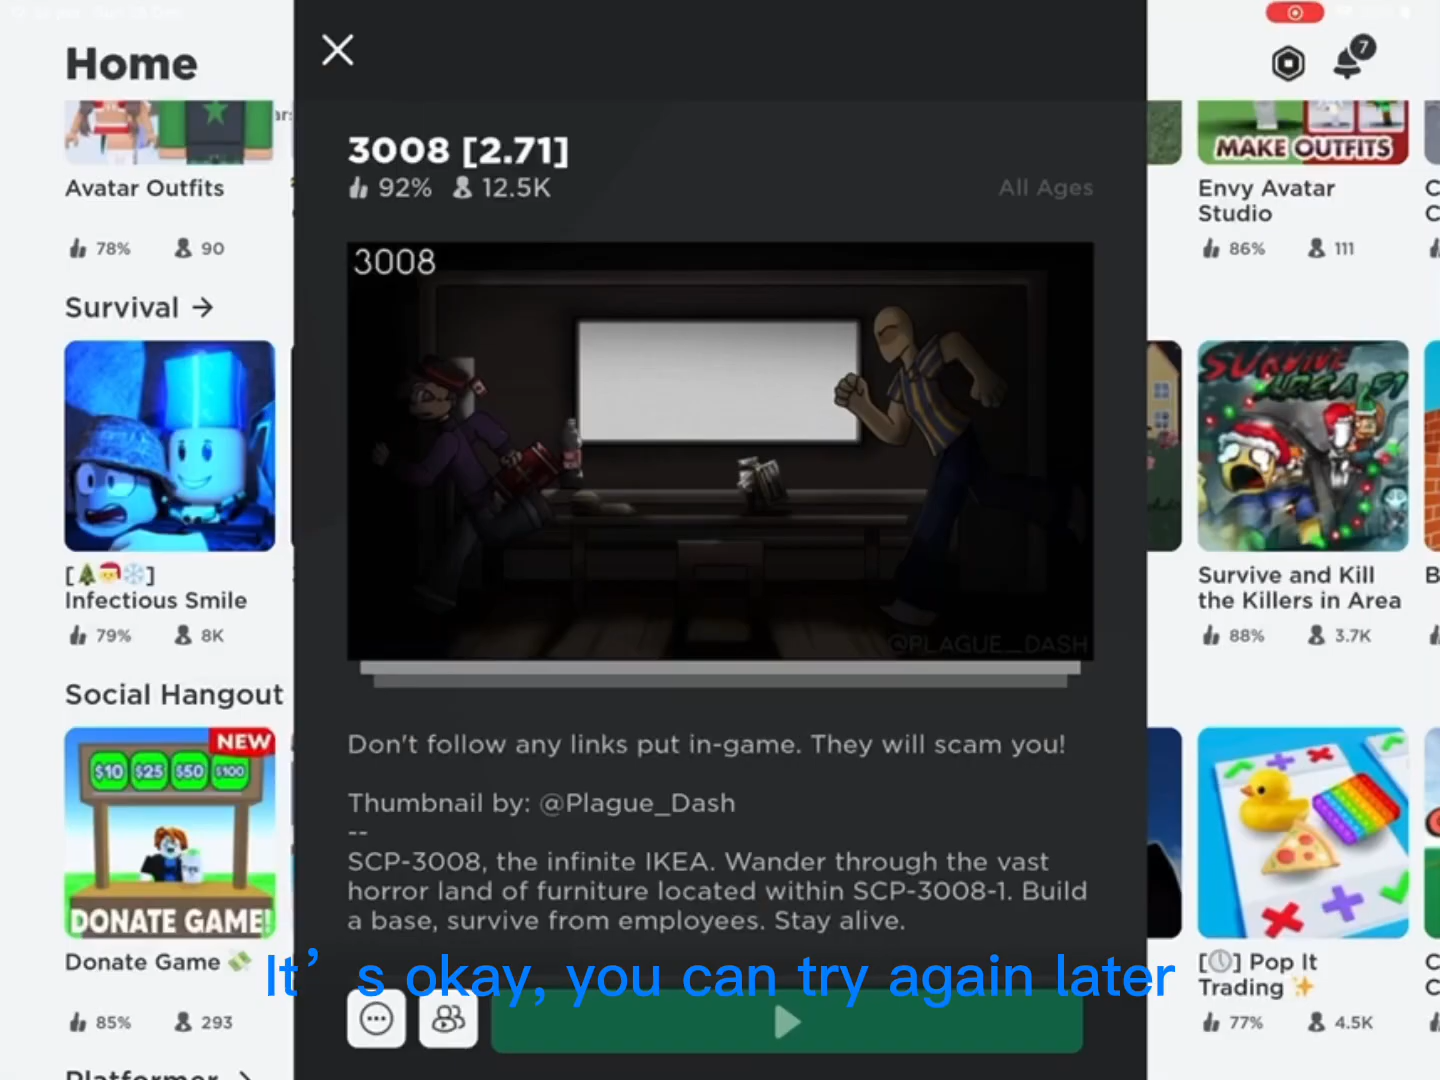 Home
7
Avatar Outfits
78% 90
MAKE OUTFITS
Envy Avatar
Studio
86% 111
3008 [2.71]
92% 12.5K
All Ages
3008
@PLAGUE_DASH
Survival →
[🎄🎅❄️]
Infectious Smile
79% 8K
SURVIVE
AREA 51
Survive and Kill
the Killers in Area
88% 3.7K
Social Hangout
NEW
$10 $25 $50 $100
DONATE GAME!
Donate Game 💸
85% 293
[🕔] Pop It
Trading ✨
77% 4.5K
Don't follow any links put in-game. They will scam you!
Thumbnail by: @Plague_Dash
--
SCP-3008, the infinite IKEA. Wander through the vast
horror land of furniture located within SCP-3008-1. Build
a base, survive from employees. Stay alive.
It’s okay, you can try again later